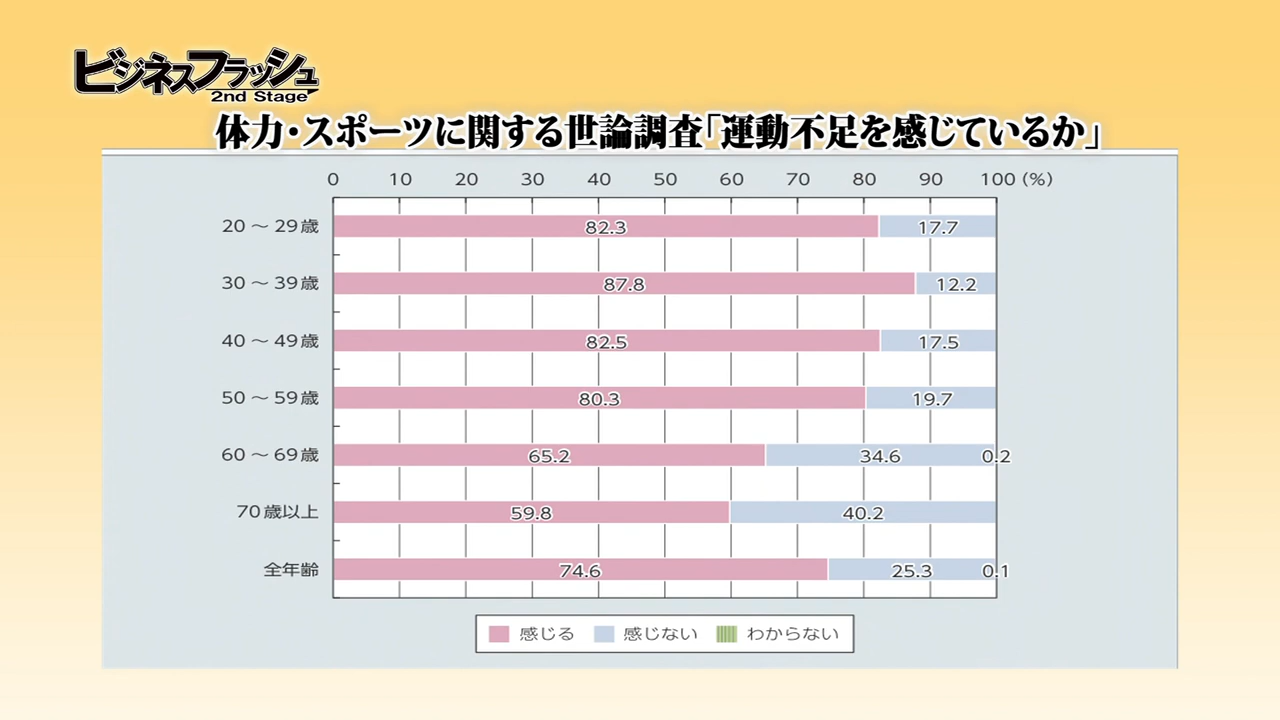 ビジネスフラッシュ
2nd Stage
体力・スポーツに関する世論調査「運動不足を感じているか」
0 10 20 30 40 50 60 70 80 90 100 (%)
20～29歳 82.3 17.7
30～39歳 87.8 12.2
40～49歳 82.5 17.5
50～59歳 80.3 19.7
60～69歳 65.2 34.6 0.2
70歳以上 59.8 40.2
全年齢 74.6 25.3 0.1
感じる 感じない わからない